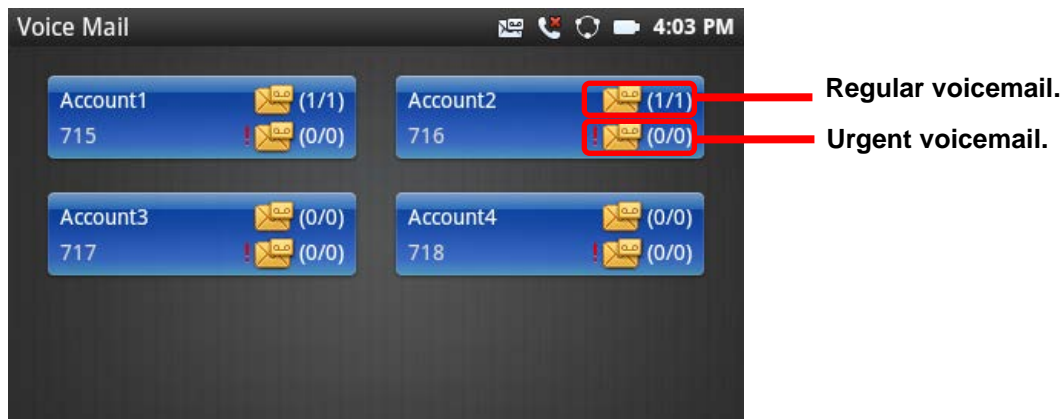 Voice Mail 4:03 PM
Account1 (1/1)
715 ! (0/0)
Account2 (1/1)
716 ! (0/0)
Regular voicemail.
Urgent voicemail.
Account3 (0/0)
717 ! (0/0)
Account4 (0/0)
718 ! (0/0)